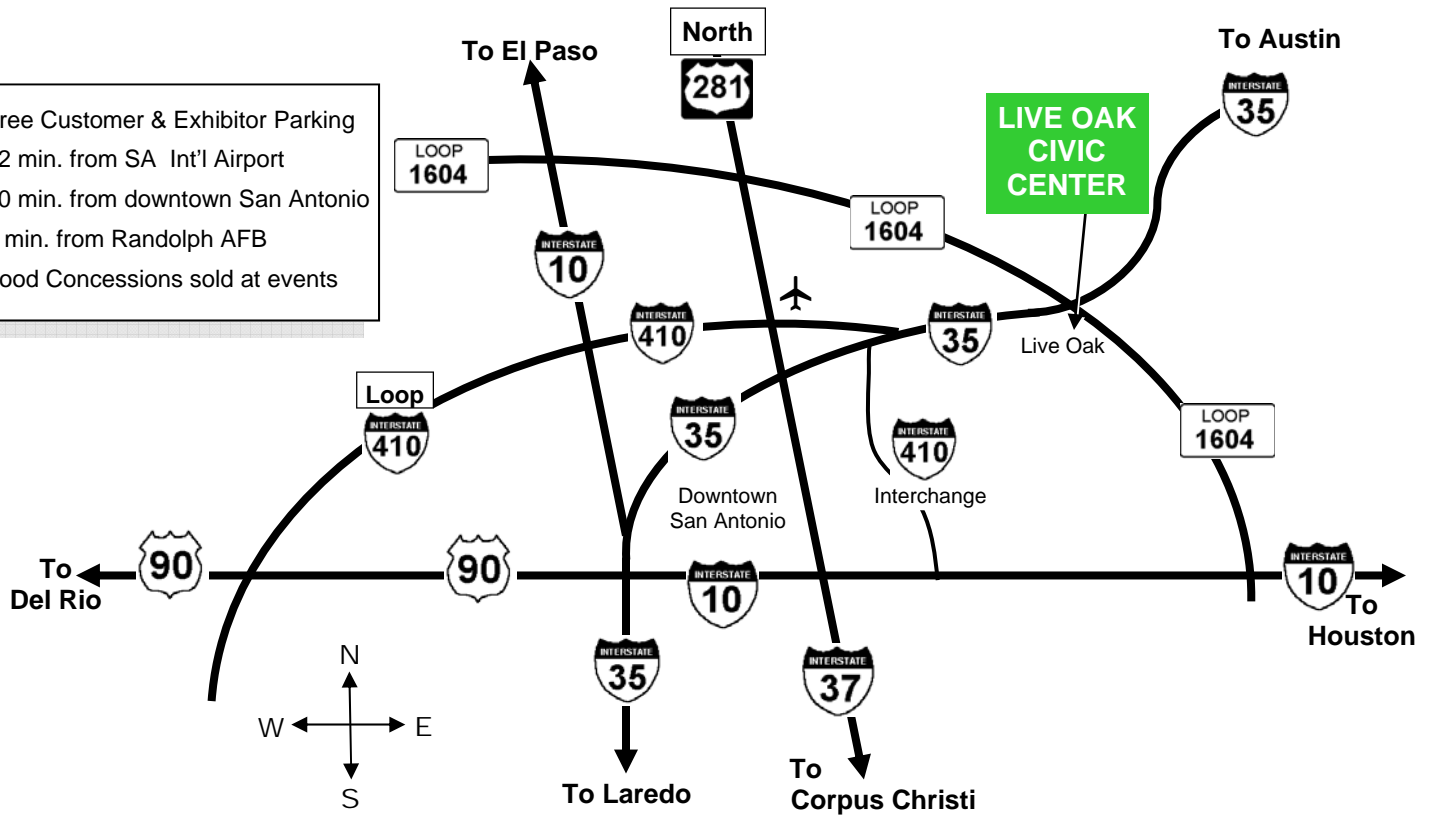 North
To El Paso
To Austin
281
INTERSTATE
35
LIVE OAK
CIVIC
CENTER
ree Customer & Exhibitor Parking
2 min. from SA Int'l Airport
0 min. from downtown San Antonio
min. from Randolph AFB
ood Concessions sold at events
LOOP
1604
LOOP
1604
INTERSTATE
10
INTERSTATE
410
INTERSTATE
35
Live Oak
Loop
INTERSTATE
410
INTERSTATE
35
INTERSTATE
410
LOOP
1604
Downtown
San Antonio
Interchange
To
Del Rio
90
90
INTERSTATE
10
INTERSTATE
10
To
Houston
INTERSTATE
35
INTERSTATE
37
N
W
E
S
To Laredo
To
Corpus Christi